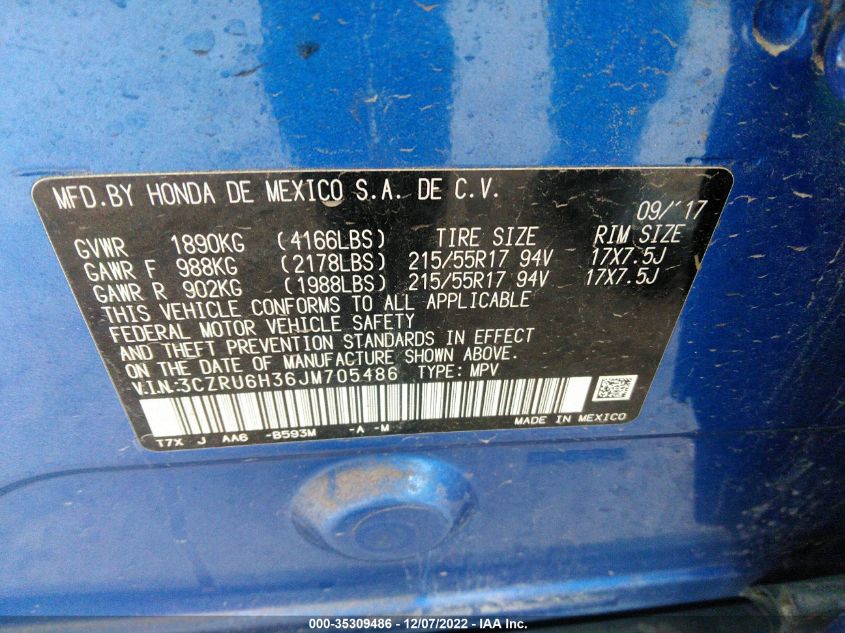 MFD.BY HONDA DE MEXICO S.A. DE C.V.
09/'17
GVWR 1890KG (4166LBS) TIRE SIZE RIM SIZE
GAWR F 988KG (2178LBS) 215/55R17 94V 17X7.5J
GAWR R 902KG (1988LBS) 215/55R17 94V 17X7.5J
THIS VEHICLE CONFORMS TO ALL APPLICABLE
FEDERAL MOTOR VEHICLE SAFETY
AND THEFT PREVENTION STANDARDS IN EFFECT
ON THE DATE OF MANUFACTURE SHOWN ABOVE.
V.I.N:3CZRU6H36JM705486 TYPE: MPV
T7X J AA6 -B593M -A -M MADE IN MEXICO
000-35309486 - 12/07/2022 - © IAA Inc.